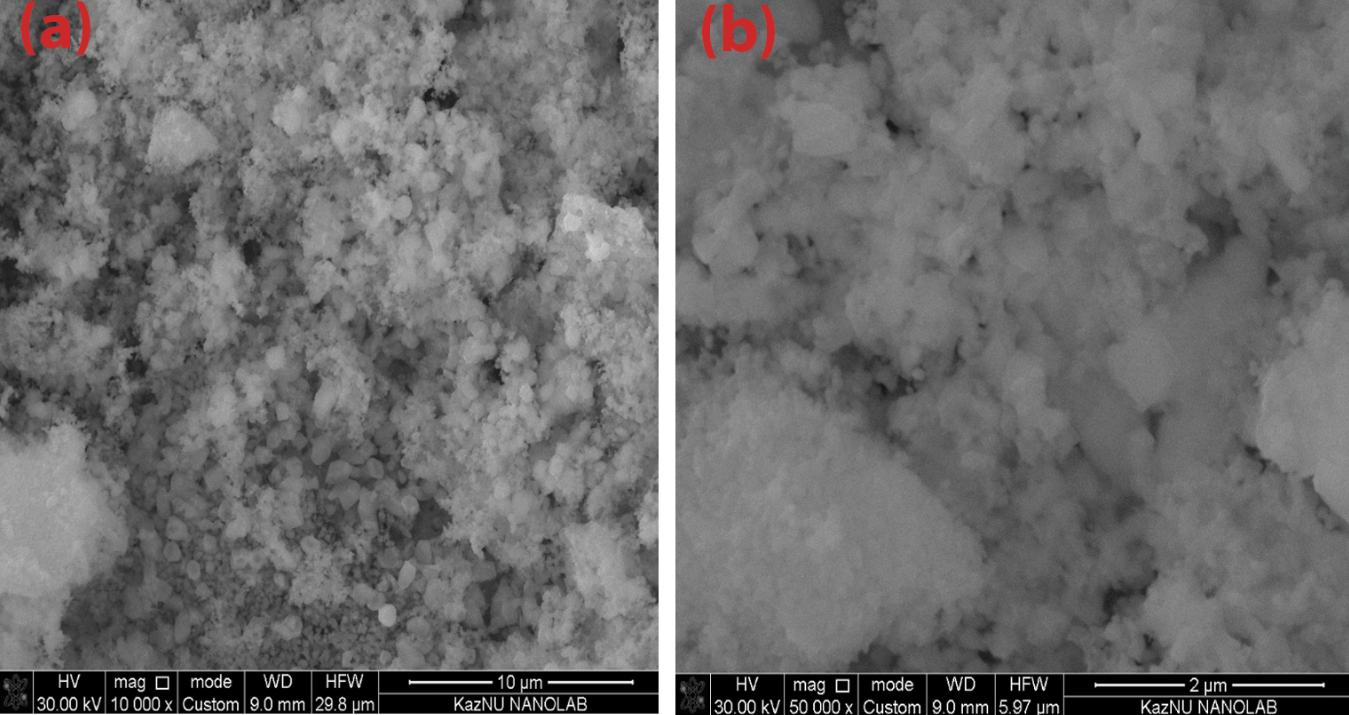 (a)
(b)
HV mag □ mode WD HFW 10 µm
30.00 kV 10 000 x Custom 9.0 mm 29.8 µm KazNU NANOLAB
HV mag □ mode WD HFW 2 µm
30.00 kV 50 000 x Custom 9.0 mm 5.97 µm KazNU NANOLAB